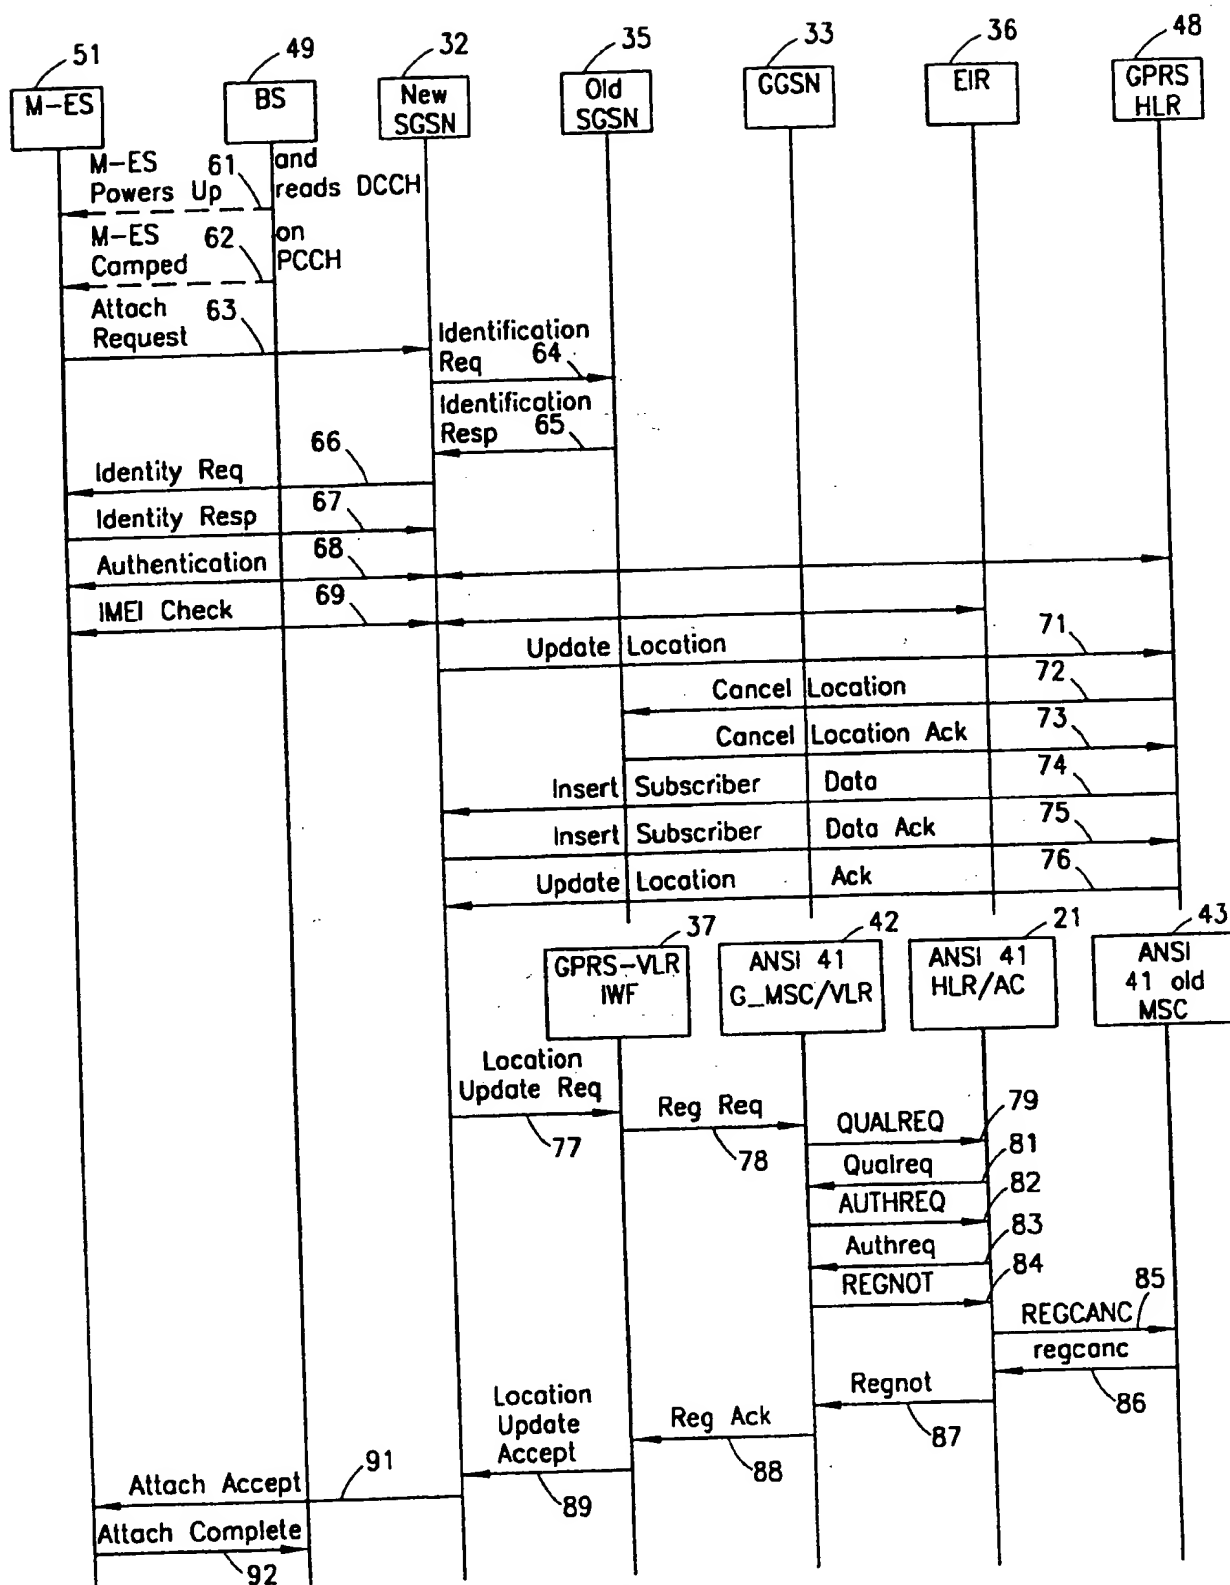 51
49
32
35
33
36
48
M-ES
BS
New
SGSN
Old
SGSN
GGSN
EIR
GPRS
HLR
M-ES 61 and
Powers Up reads DCCH
M-ES 62 on
Camped PCCH
Attach 63
Request
Identification
Req 64
Identification
Resp 65
66
Identity Req
67
Identity Resp
68
Authentication
69
IMEI Check
Update Location 71
Cancel Location 72
Cancel Location Ack 73
Insert Subscriber Data 74
Insert Subscriber Data Ack 75
Update Location Ack 76
37
42
21
43
GPRS-VLR
IWF
ANSI 41
G_MSC/VLR
ANSI 41
HLR/AC
ANSI
41 old
MSC
Location
Update Req
77
Reg Req
78
QUALREQ 79
Qualreq 81
AUTHREQ 82
Authreq 83
REGNOT 84
REGCANC 85
regcanc
86
Regnot
87
Reg Ack
88
Location
Update
Accept
89
Attach Accept 91
Attach Complete
92